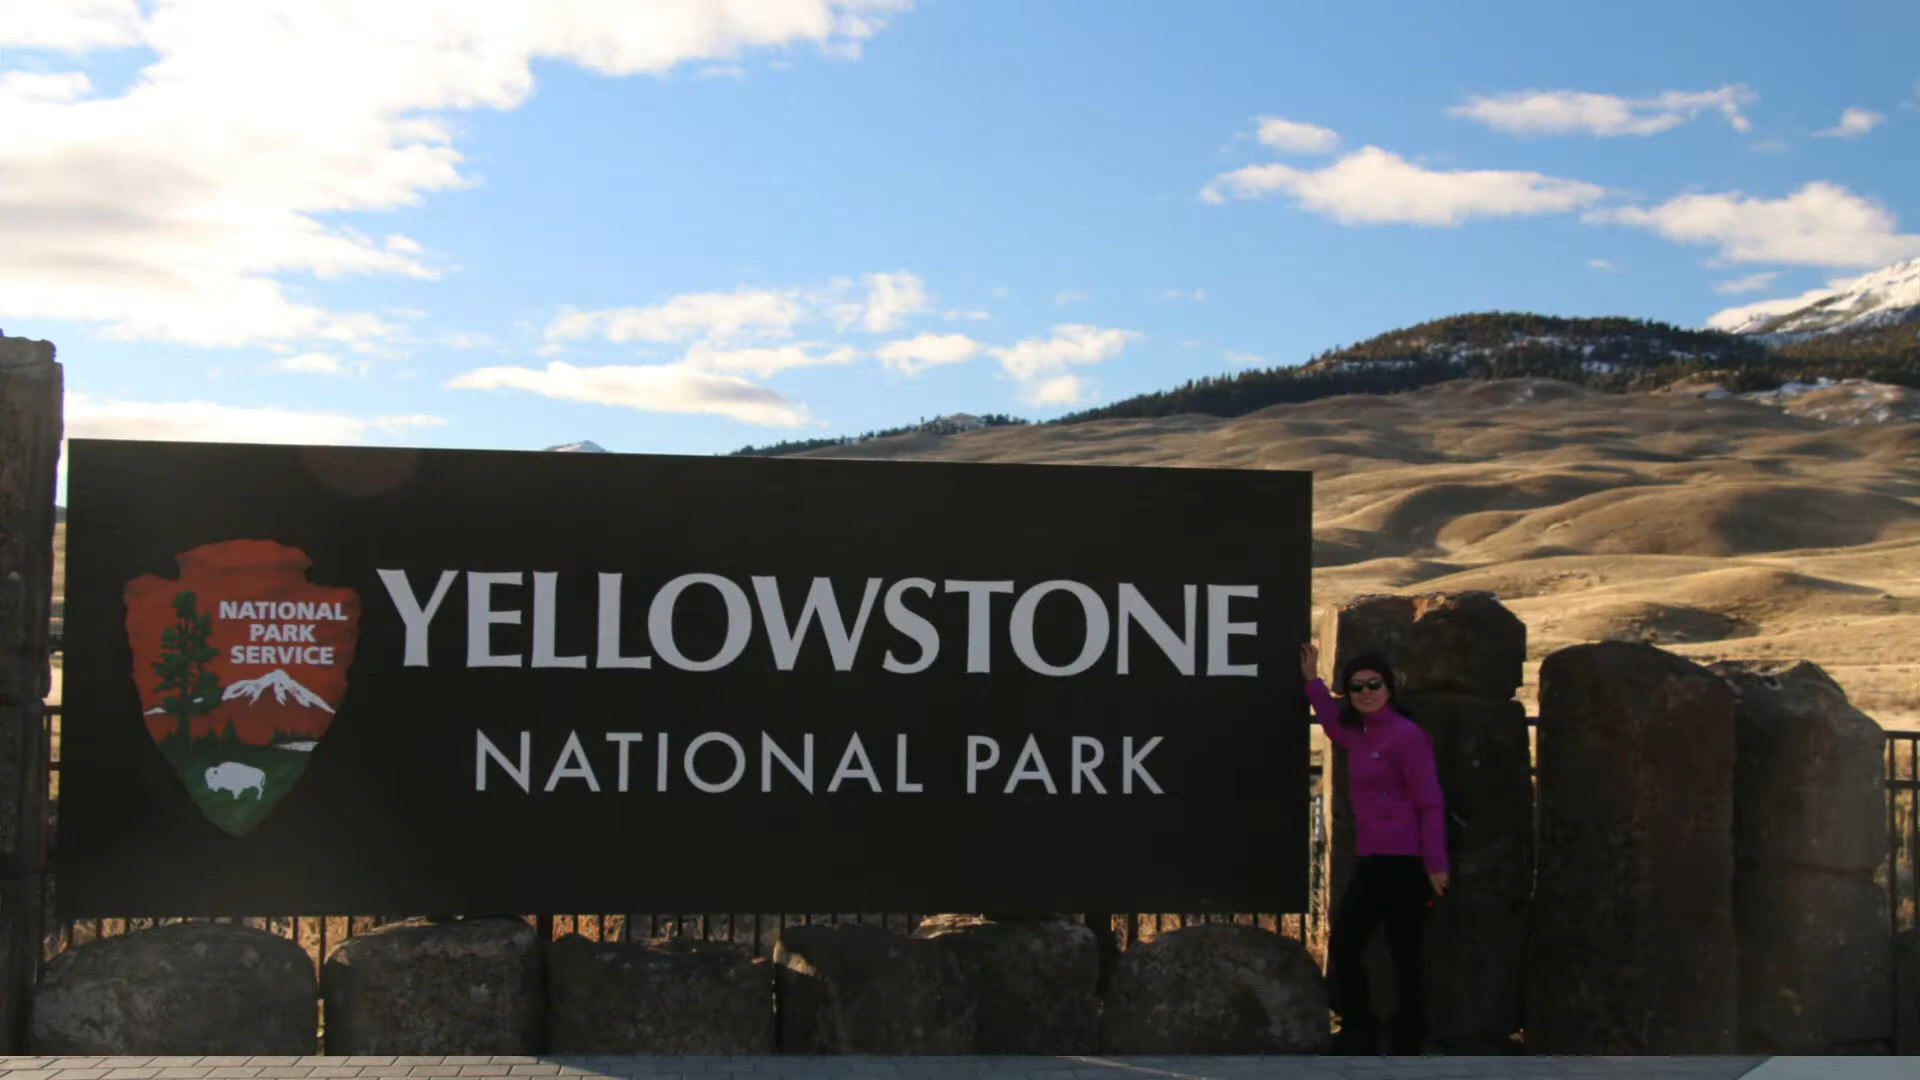 NATIONAL
PARK
SERVICE
YELLOWSTONE
NATIONAL PARK